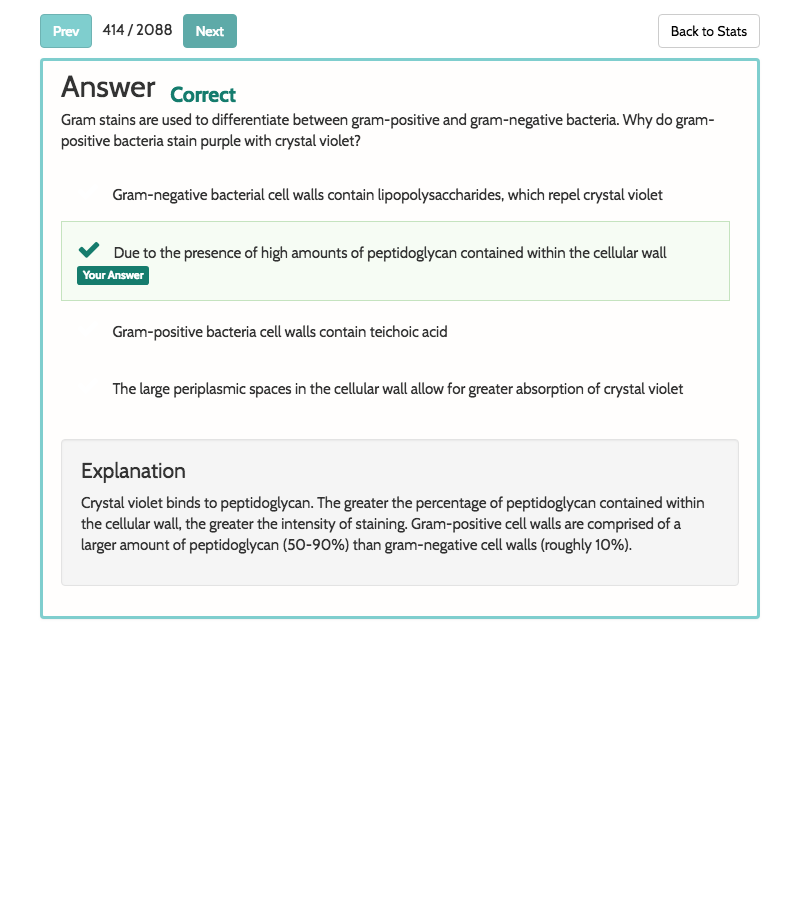 Prev 414 / 2088 Next Back to Stats
Answer Correct
Gram stains are used to differentiate between gram-positive and gram-negative bacteria. Why do gram-
positive bacteria stain purple with crystal violet?
Gram-negative bacterial cell walls contain lipopolysaccharides, which repel crystal violet
Due to the presence of high amounts of peptidoglycan contained within the cellular wall
Your Answer
Gram-positive bacteria cell walls contain teichoic acid
The large periplasmic spaces in the cellular wall allow for greater absorption of crystal violet
Explanation
Crystal violet binds to peptidoglycan. The greater the percentage of peptidoglycan contained within
the cellular wall, the greater the intensity of staining. Gram-positive cell walls are comprised of a
larger amount of peptidoglycan (50-90%) than gram-negative cell walls (roughly 10%).